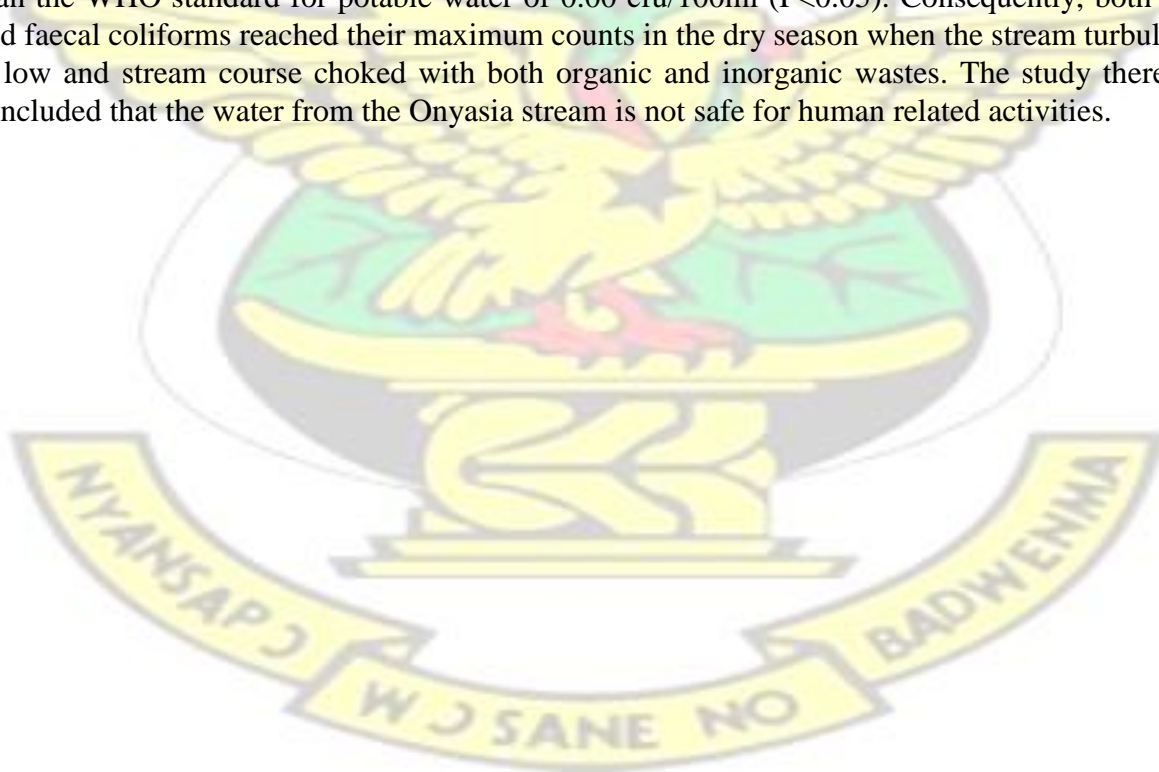 an the WHO standard for potable water of 0.00 cfu/100ml (P<0.05). Consequently, both
d faecal coliforms reached their maximum counts in the dry season when the stream turbul
low and stream course choked with both organic and inorganic wastes. The study there
ncluded that the water from the Onyasia stream is not safe for human related activities.
NYANSAPƆ
WƆ SANE NO
BADWENMA